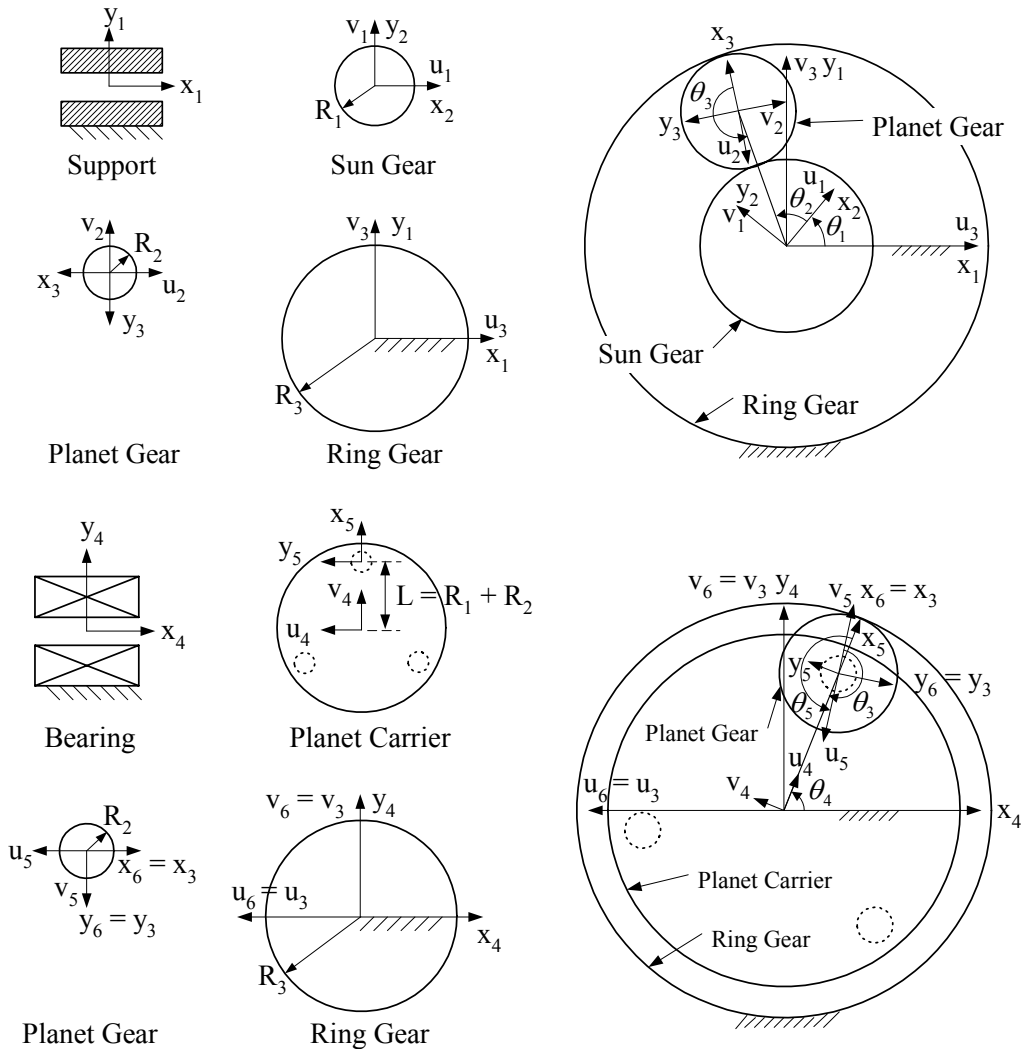 y₁
x₁
Support
v₁ y₂
u₁
x₂
R₁
Sun Gear
v₂
R₂
x₃
u₂
y₃
Planet Gear
v₃ y₁
u₃
x₁
R₃
Ring Gear
x₃
v₃ y₁
θ₃
y₃
v₂
Planet Gear
u₂
u₁
y₂
θ₂
x₂
v₁
θ₁
u₃
x₁
Sun Gear
Ring Gear
y₄
x₄
Bearing
x₅
y₅
v₄
L = R₁ + R₂
u₄
Planet Carrier
R₂
u₅
x₆ = x₃
v₅
y₆ = y₃
Planet Gear
v₆ = v₃ y₄
u₆ = u₃
x₄
R₃
Ring Gear
v₆ = v₃ y₄
v₅ x₆ = x₃
x₅
y₅
y₆ = y₃
θ₅
θ₃
Planet Gear
u₄
u₅
u₆ = u₃
v₄
θ₄
x₄
Planet Carrier
Ring Gear